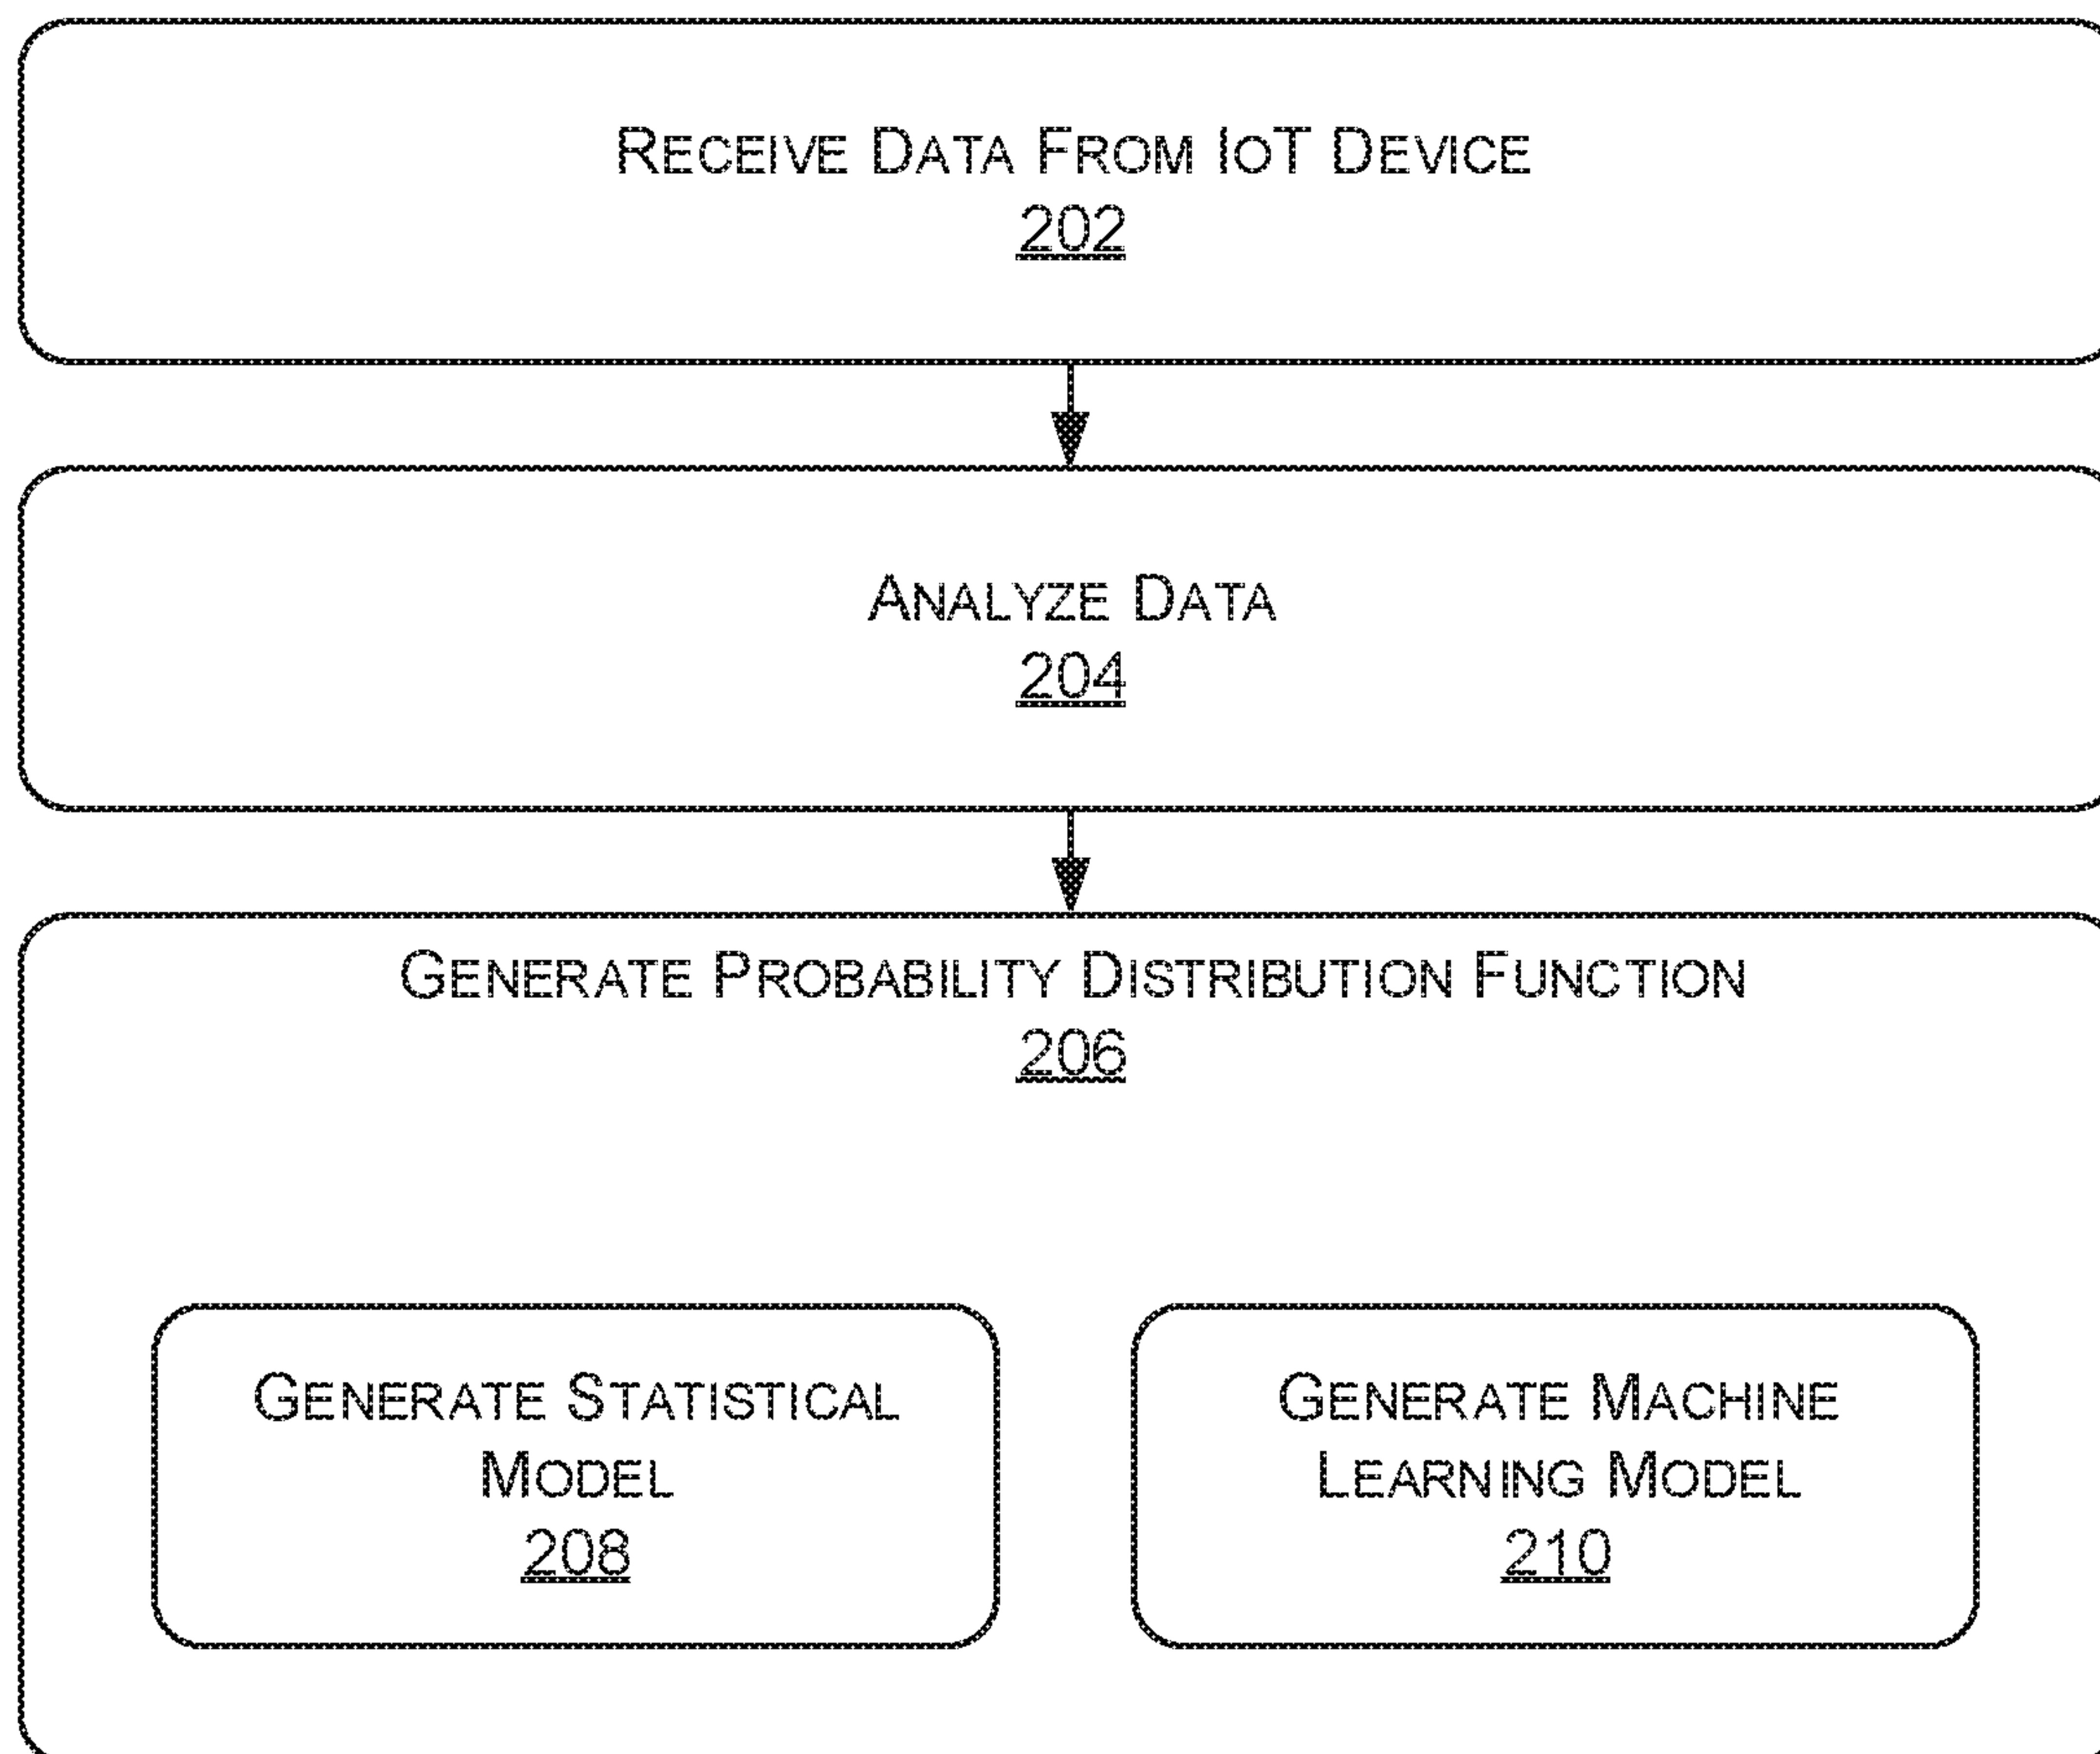 RECEIVE DATA FROM IOT DEVICE
202
ANALYZE DATA
204
GENERATE PROBABILITY DISTRIBUTION FUNCTION
206
GENERATE STATISTICAL
MODEL
208
GENERATE MACHINE
LEARNING MODEL
210